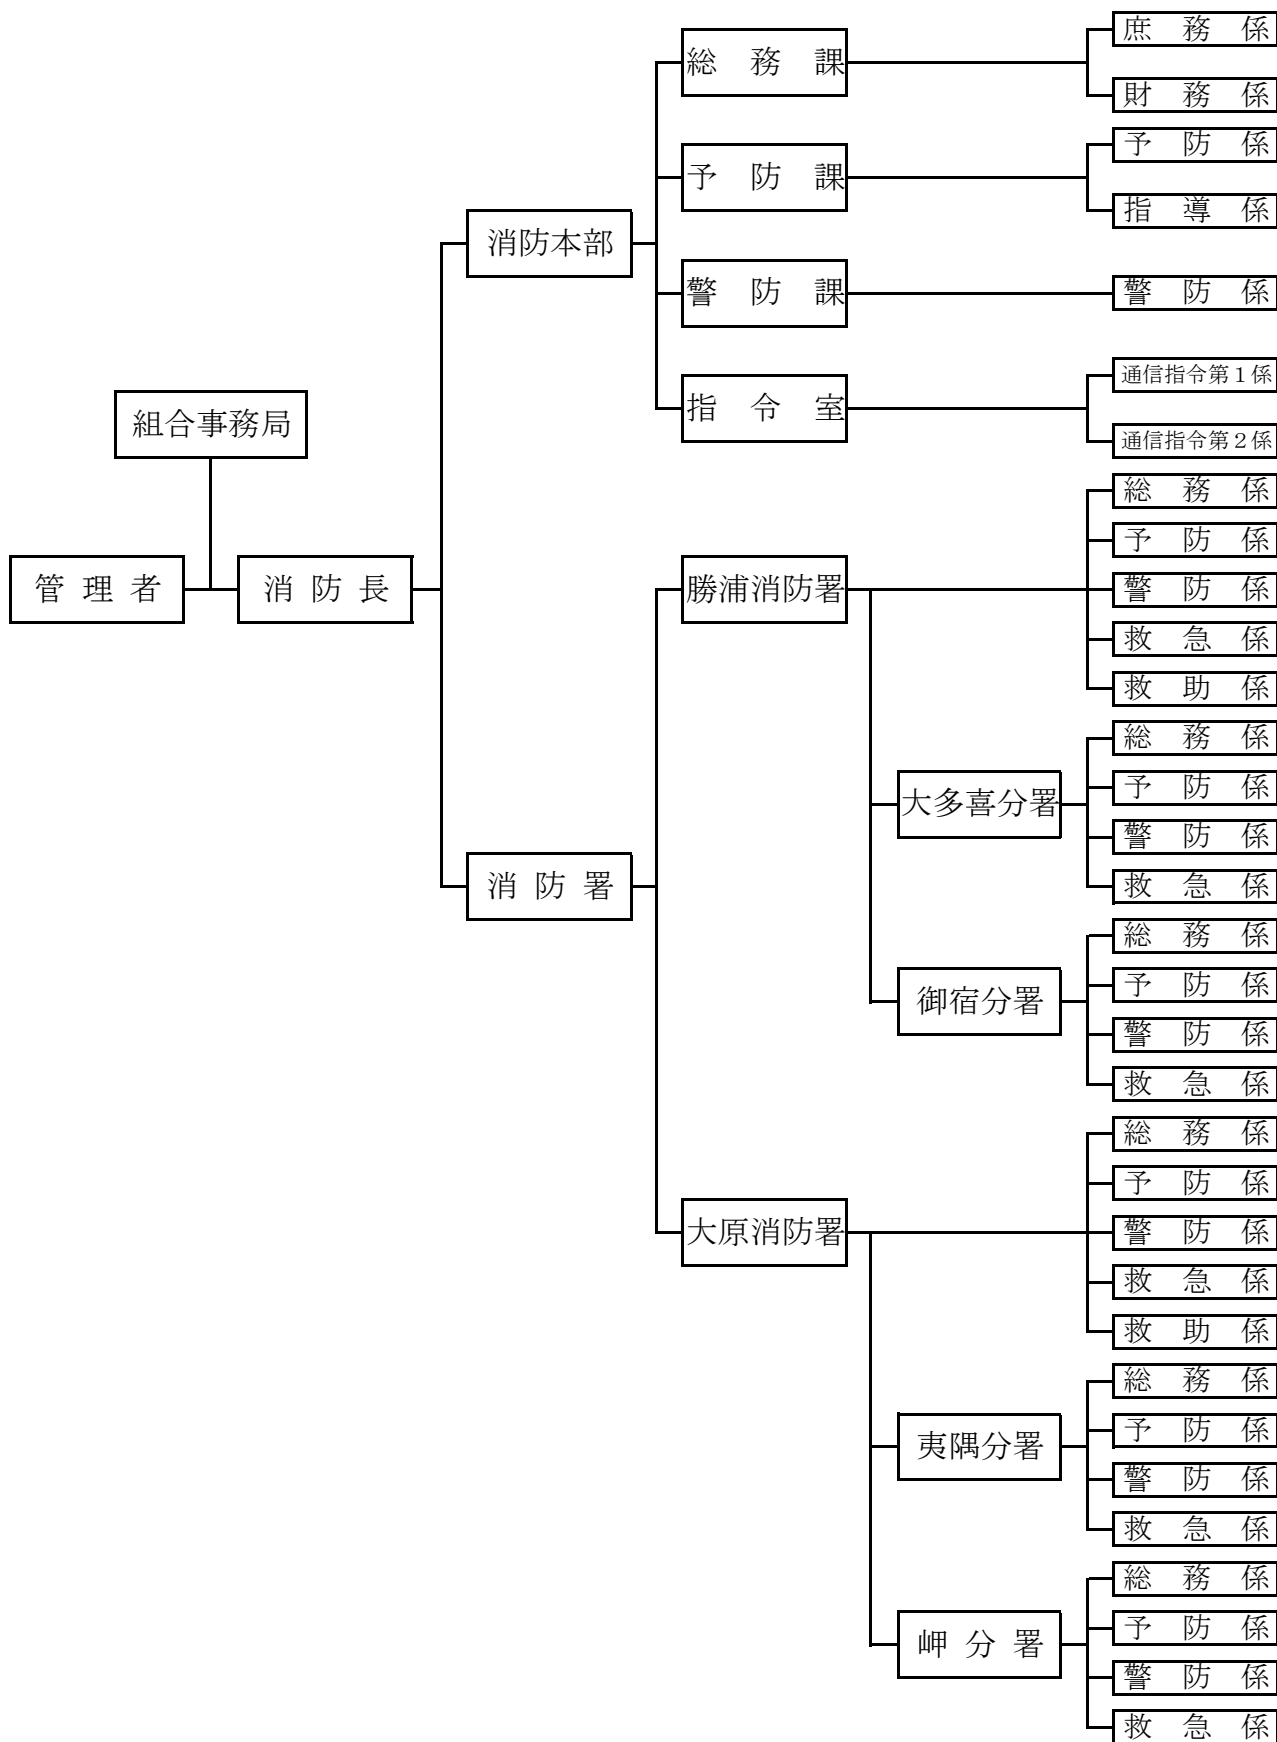 管理者
組合事務局
消防長
消防本部
総務課
庶務係
財務係
予防課
予防係
指導係
警防課
警防係
指令室
通信指令第１係
通信指令第２係
消防署
勝浦消防署
総務係
予防係
警防係
救急係
救助係
大多喜分署
総務係
予防係
警防係
救急係
御宿分署
総務係
予防係
警防係
救急係
大原消防署
総務係
予防係
警防係
救急係
救助係
夷隅分署
総務係
予防係
警防係
救急係
岬分署
総務係
予防係
警防係
救急係